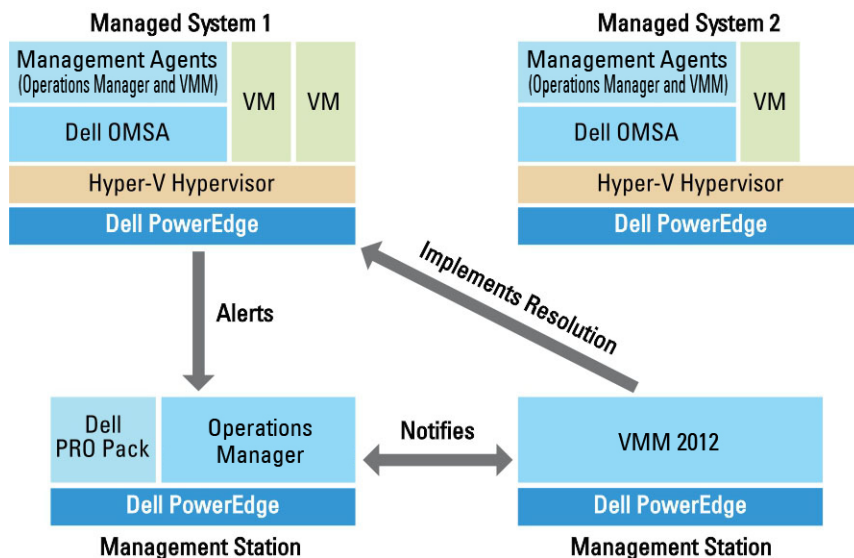 Managed System 1
Management Agents
(Operations Manager and VMM)
Dell OMSA
VM
VM
Hyper-V Hypervisor
Dell PowerEdge
Managed System 2
Management Agents
(Operations Manager and VMM)
Dell OMSA
VM
Hyper-V Hypervisor
Dell PowerEdge
Alerts
Implements Resolution
Dell
PRO Pack
Operations
Manager
Dell PowerEdge
Management Station
Notifies
VMM 2012
Dell PowerEdge
Management Station